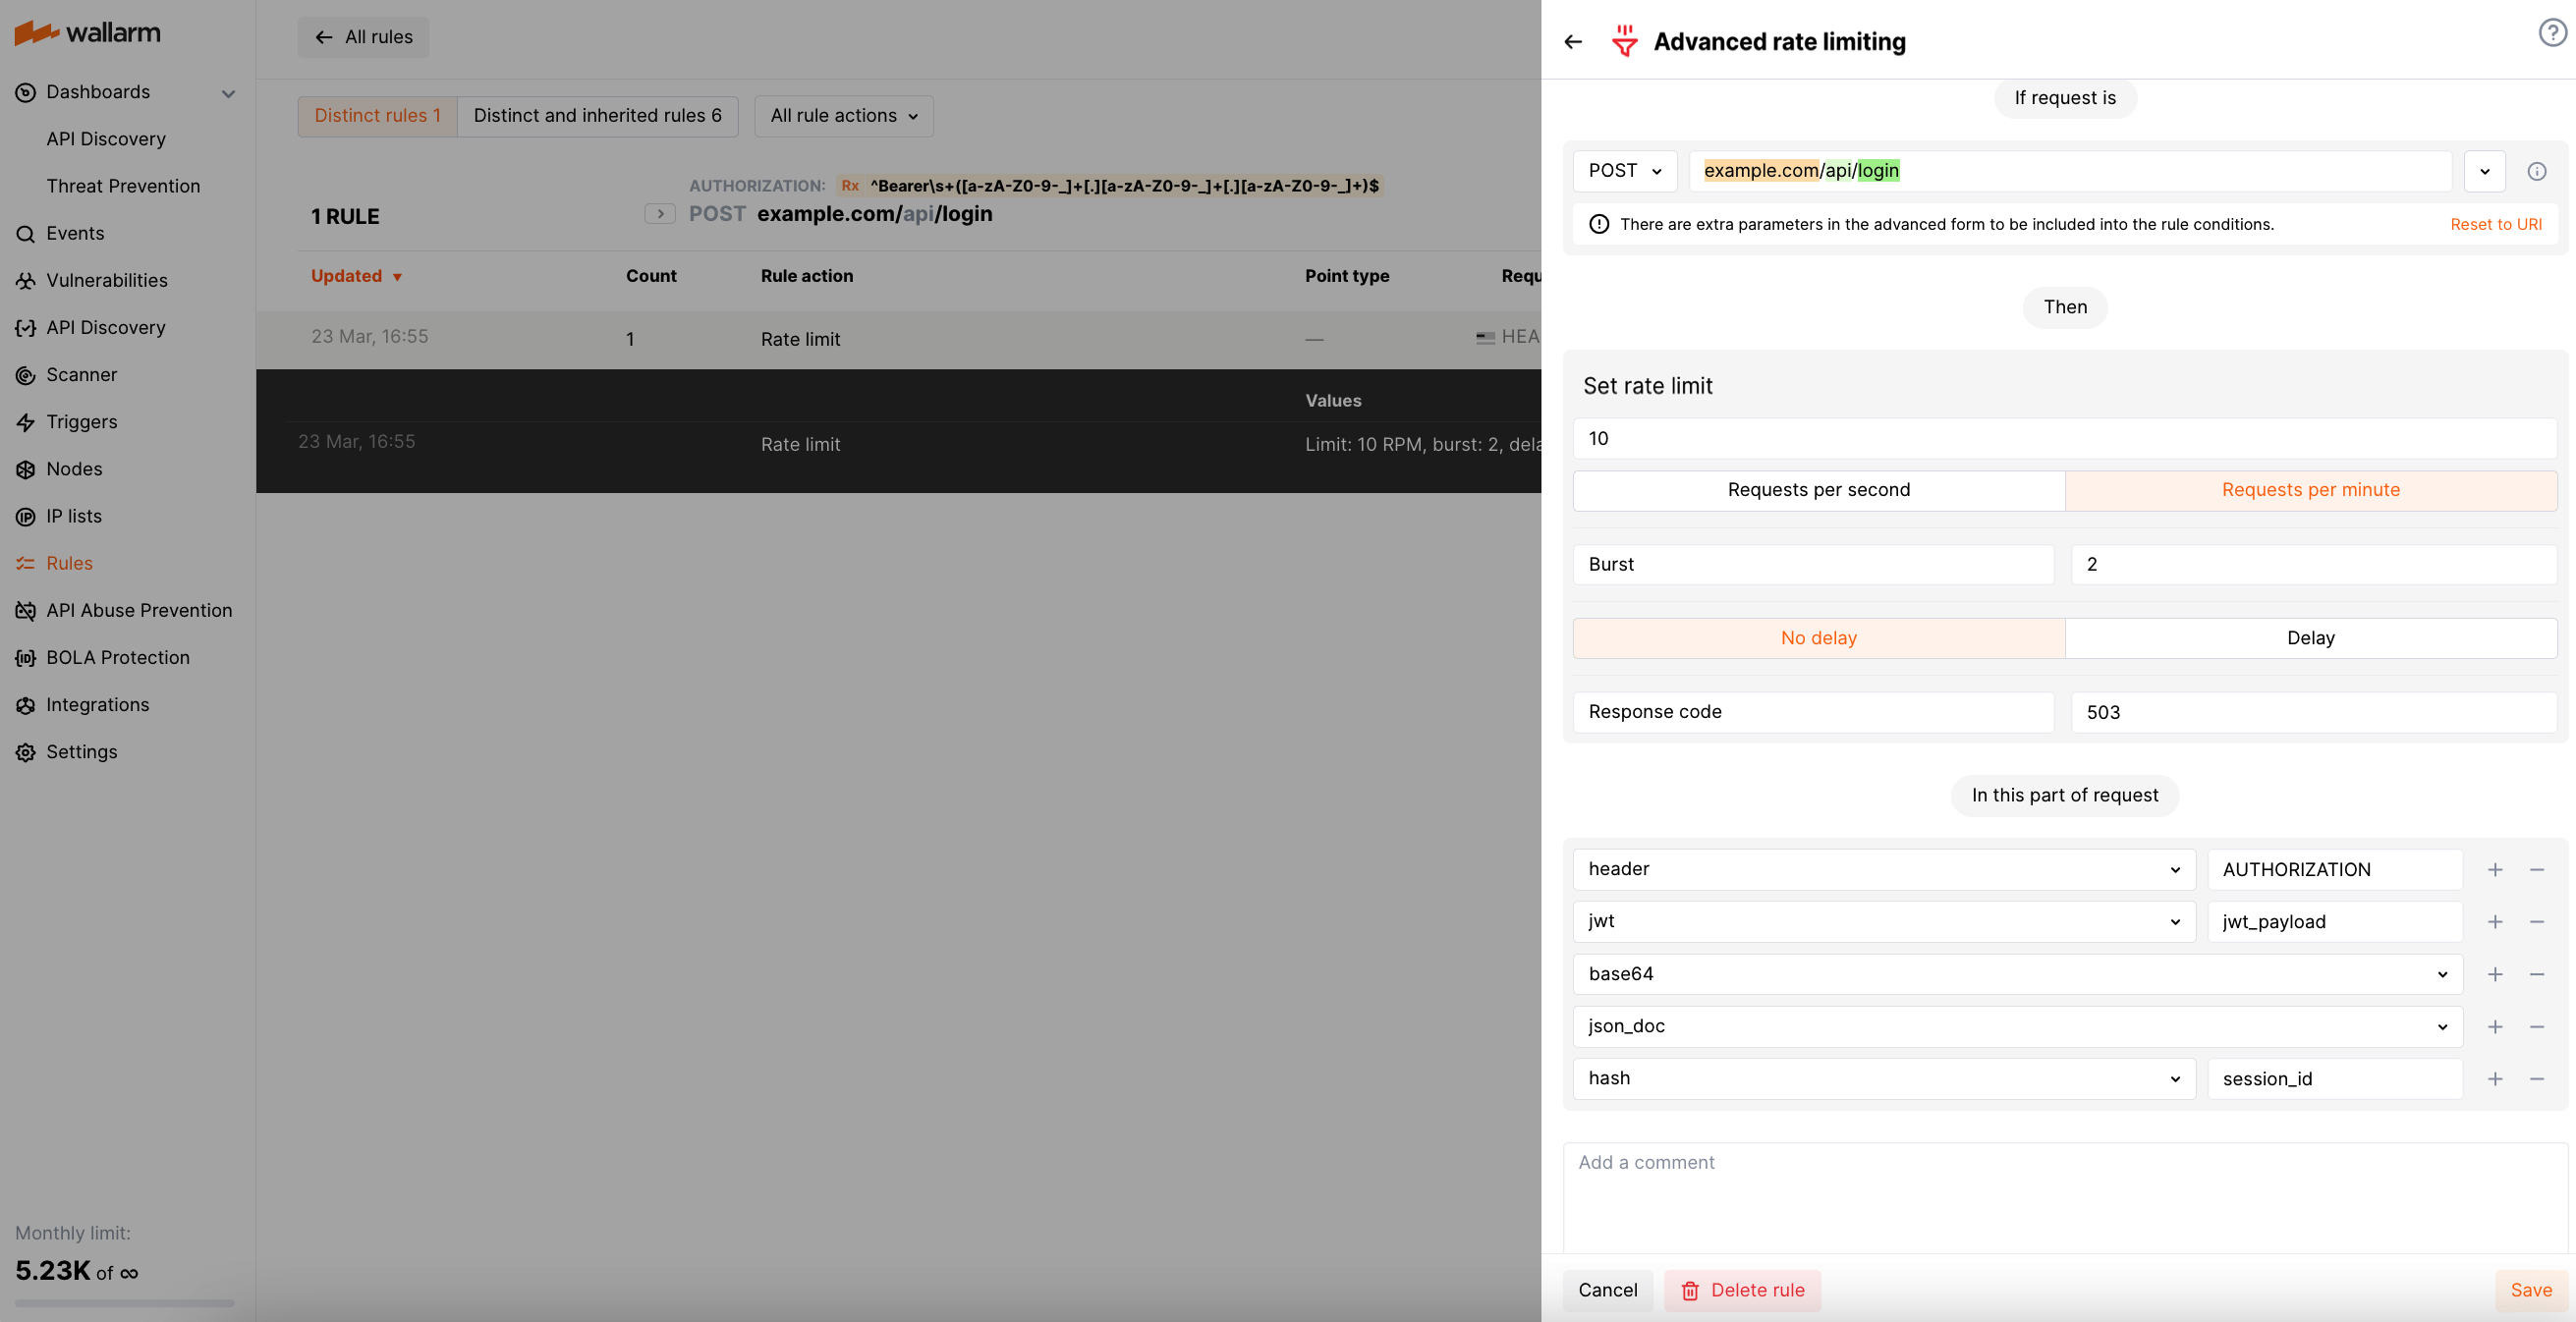 wallarm
Dashboards
API Discovery
Threat Prevention
Events
Vulnerabilities
API Discovery
Scanner
Triggers
Nodes
IP lists
Rules
API Abuse Prevention
BOLA Protection
Integrations
Settings
Monthly limit:
5.23K of ∞
All rules
Distinct rules 1
Distinct and inherited rules 6
All rule actions
1 RULE
AUTHORIZATION: Rx ^Bearer\s+([a-zA-Z0-9-_]+[.][a-zA-Z0-9-_]+[.][a-zA-Z0-9-_]+)$
POST example.com/api/login
Updated Count Rule action Point type Requ
23 Mar, 16:55 1 Rate limit — HEA
Values
23 Mar, 16:55 Rate limit Limit: 10 RPM, burst: 2, dela
Advanced rate limiting
If request is
POST example.com/api/login
There are extra parameters in the advanced form to be included into the rule conditions. Reset to URI
Then
Set rate limit
10
Requests per second Requests per minute
Burst 2
No delay Delay
Response code 503
In this part of request
header AUTHORIZATION
jwt jwt_payload
base64
json_doc
hash session_id
Add a comment
Cancel Delete rule Save